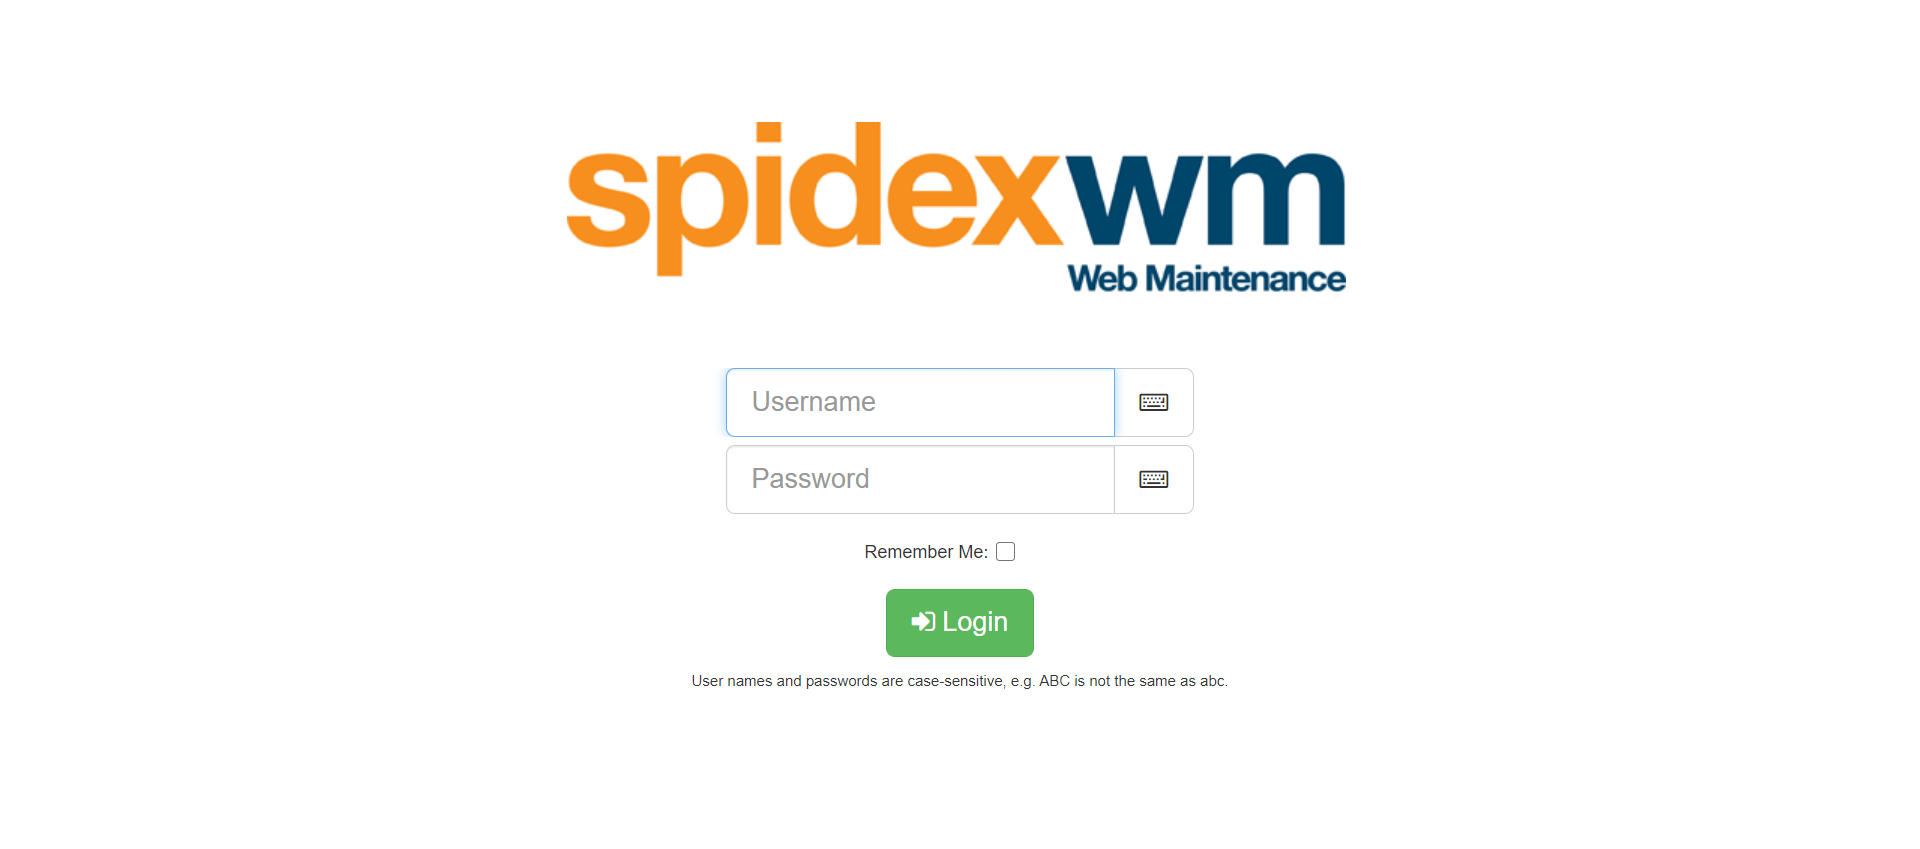 spidexwm
Web Maintenance
Username
Password
Remember Me:
Login
User names and passwords are case-sensitive, e.g. ABC is not the same as abc.